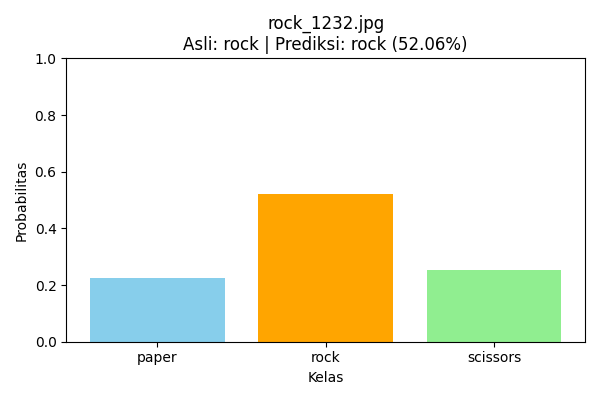 rock_1232.jpg
Asli: rock | Prediksi: rock (52.06%)
1.0
0.8
0.6
0.4
0.2
0.0
Probabilitas
paper rock scissors
Kelas